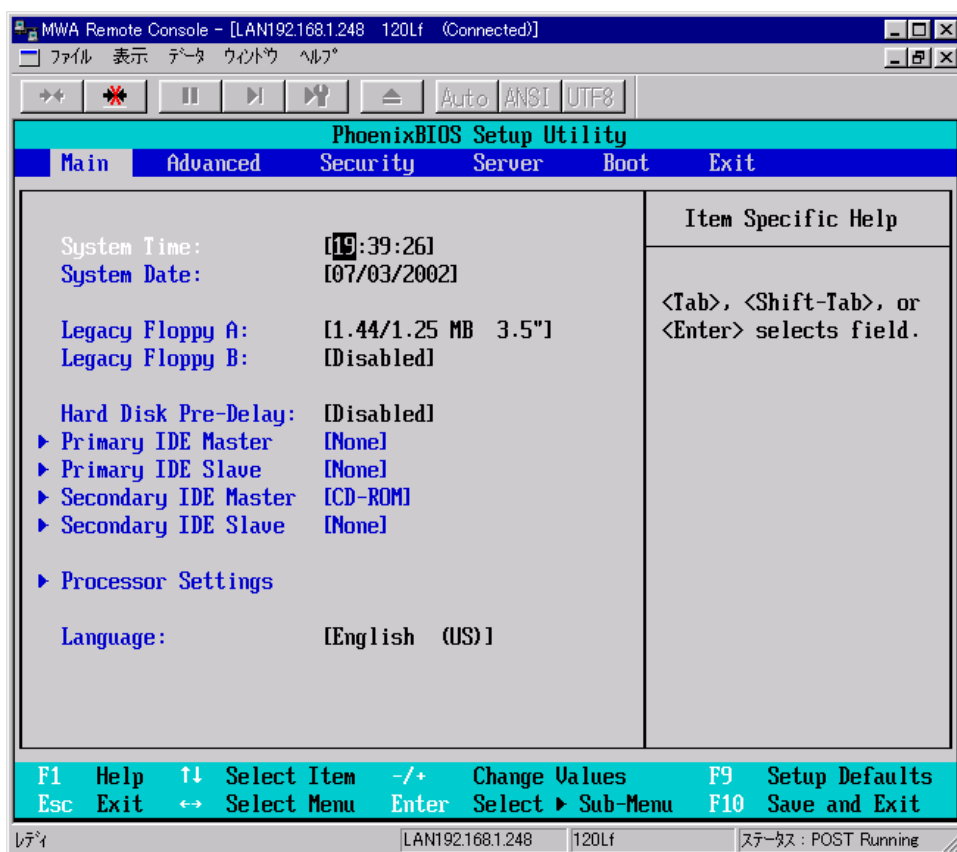 MWA Remote Console - [LAN192.168.1.248 120Lf (Connected)]
ファイル 表示 データ ウィンドウ ヘルプ
Auto ANSI UTF8
PhoenixBIOS Setup Utility
Main Advanced Security Server Boot Exit
Item Specific Help
System Time: [19:39:26]
System Date: [07/03/2002]
<Tab>, <Shift-Tab>, or
<Enter> selects field.
Legacy Floppy A: [1.44/1.25 MB 3.5"]
Legacy Floppy B: [Disabled]
Hard Disk Pre-Delay: [Disabled]
Primary IDE Master [None]
Primary IDE Slave [None]
Secondary IDE Master [CD-ROM]
Secondary IDE Slave [None]
Processor Settings
Language: [English (US)]
F1 Help ↑↓ Select Item -/+ Change Values F9 Setup Defaults
Esc Exit ↔ Select Menu Enter Select ▶ Sub-Menu F10 Save and Exit
レディ LAN192.168.1.248 120Lf ステータス : POST Running